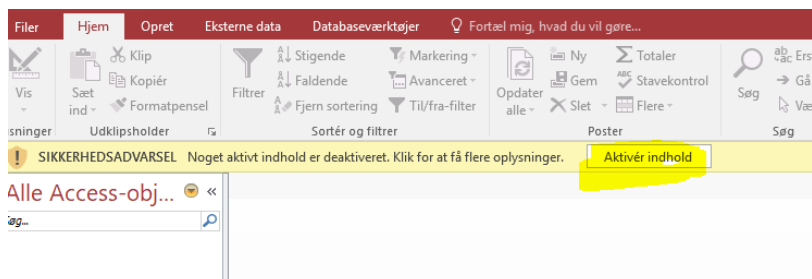 Filer Hjem Opret Eksterne data Databaseværktøjer Fortæl mig, hvad du vil gøre...
Vis
Sæt ind
Klip
Kopiér
Formatpensel
Udklipsholder
Filtrer
Stigende
Faldende
Fjern sortering
Markering
Avanceret
Til/fra-filter
Sortér og filtrer
Opdater alle
Ny
Gem
Slet
Totaler
Stavekontrol
Flere
Poster
Søg
Gå
Søg
SIKKERHEDSADVARSEL Noget aktivt indhold er deaktiveret. Klik for at få flere oplysninger. Aktivér indhold
Alle Access-obj...
Søg...